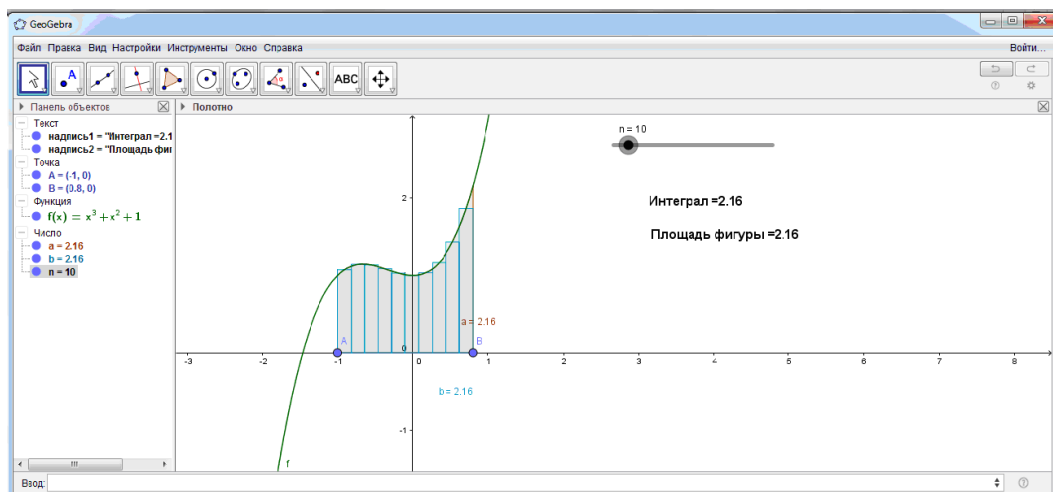 GeoGebra
Файл Правка Вид Настройки Инструменты Окно Справка
Войти...
ABC
Панель объектов
Полотно
Текст
надпись1 = "Интеграл =2.1
надпись2 = "Площадь фиг
Точка
A = (-1, 0)
B = (0.8, 0)
Функция
f(x) = x³ + x² + 1
Число
a = 2.16
b = 2.16
n = 10
n = 10
Интеграл =2.16
Площадь фигуры =2.16
2
a = 2.16
A
0
B
-3 -2 -1 0 1 2 3 4 5 6 7 8
b = 2.16
-1
f
Ввод: